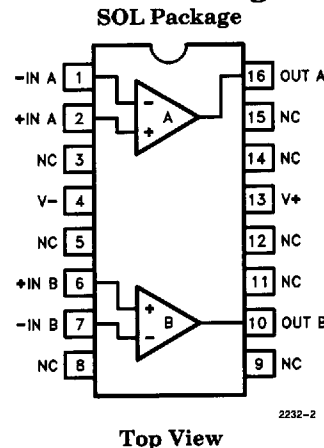 SOL Package
-IN A 1
+IN A 2
NC 3
V- 4
NC 5
+IN B 6
-IN B 7
NC 8
- + A
+ - B
16 OUT A
15 NC
14 NC
13 V+
12 NC
11 NC
10 OUT B
9 NC
2232-2
Top View